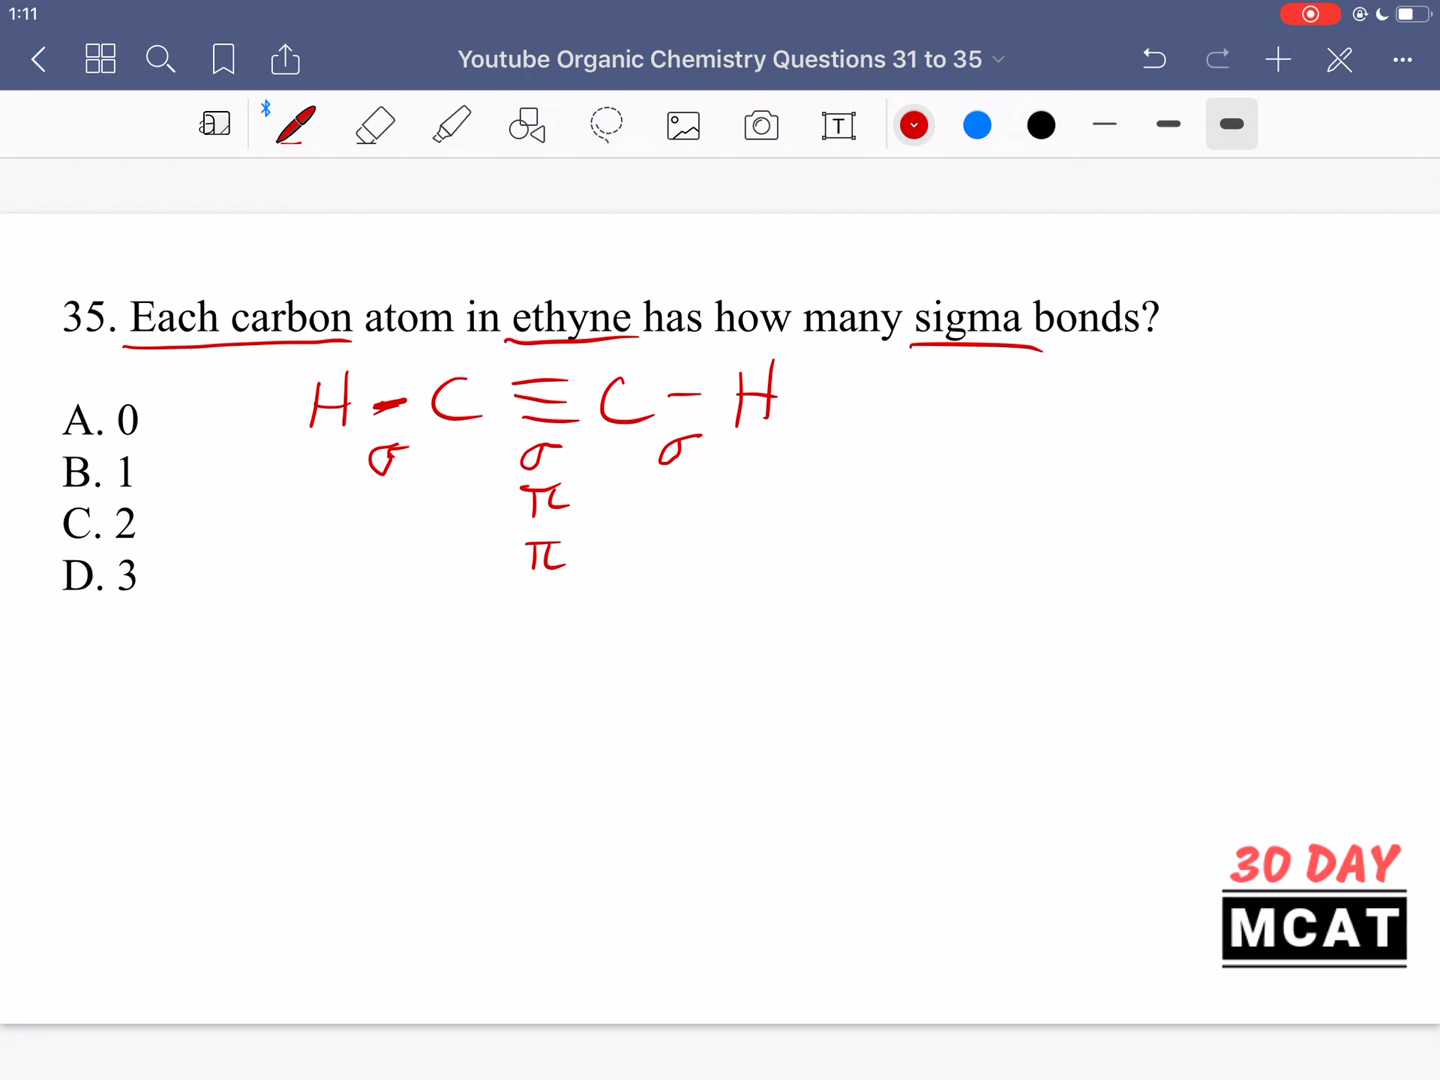 1:11
Youtube Organic Chemistry Questions 31 to 35
T
35. Each carbon atom in ethyne has how many sigma bonds?
H - C ≡ C - H
σ σ σ
π
π
A. 0
B. 1
C. 2
D. 3
30 DAY
MCAT